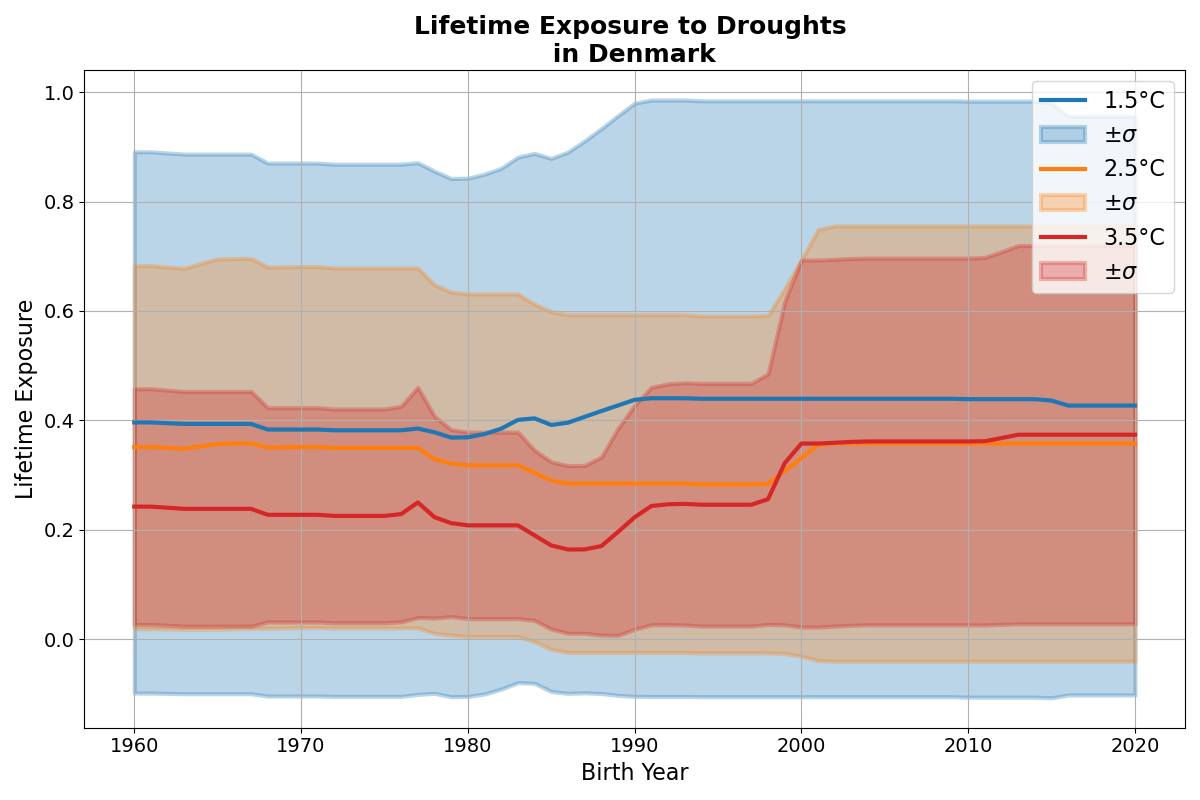 Lifetime Exposure to Droughts
in Denmark
1.0
0.8
0.6
0.4
0.2
0.0
Lifetime Exposure
1.5°C
±σ
2.5°C
±σ
3.5°C
±σ
1960 1970 1980 1990 2000 2010 2020
Birth Year